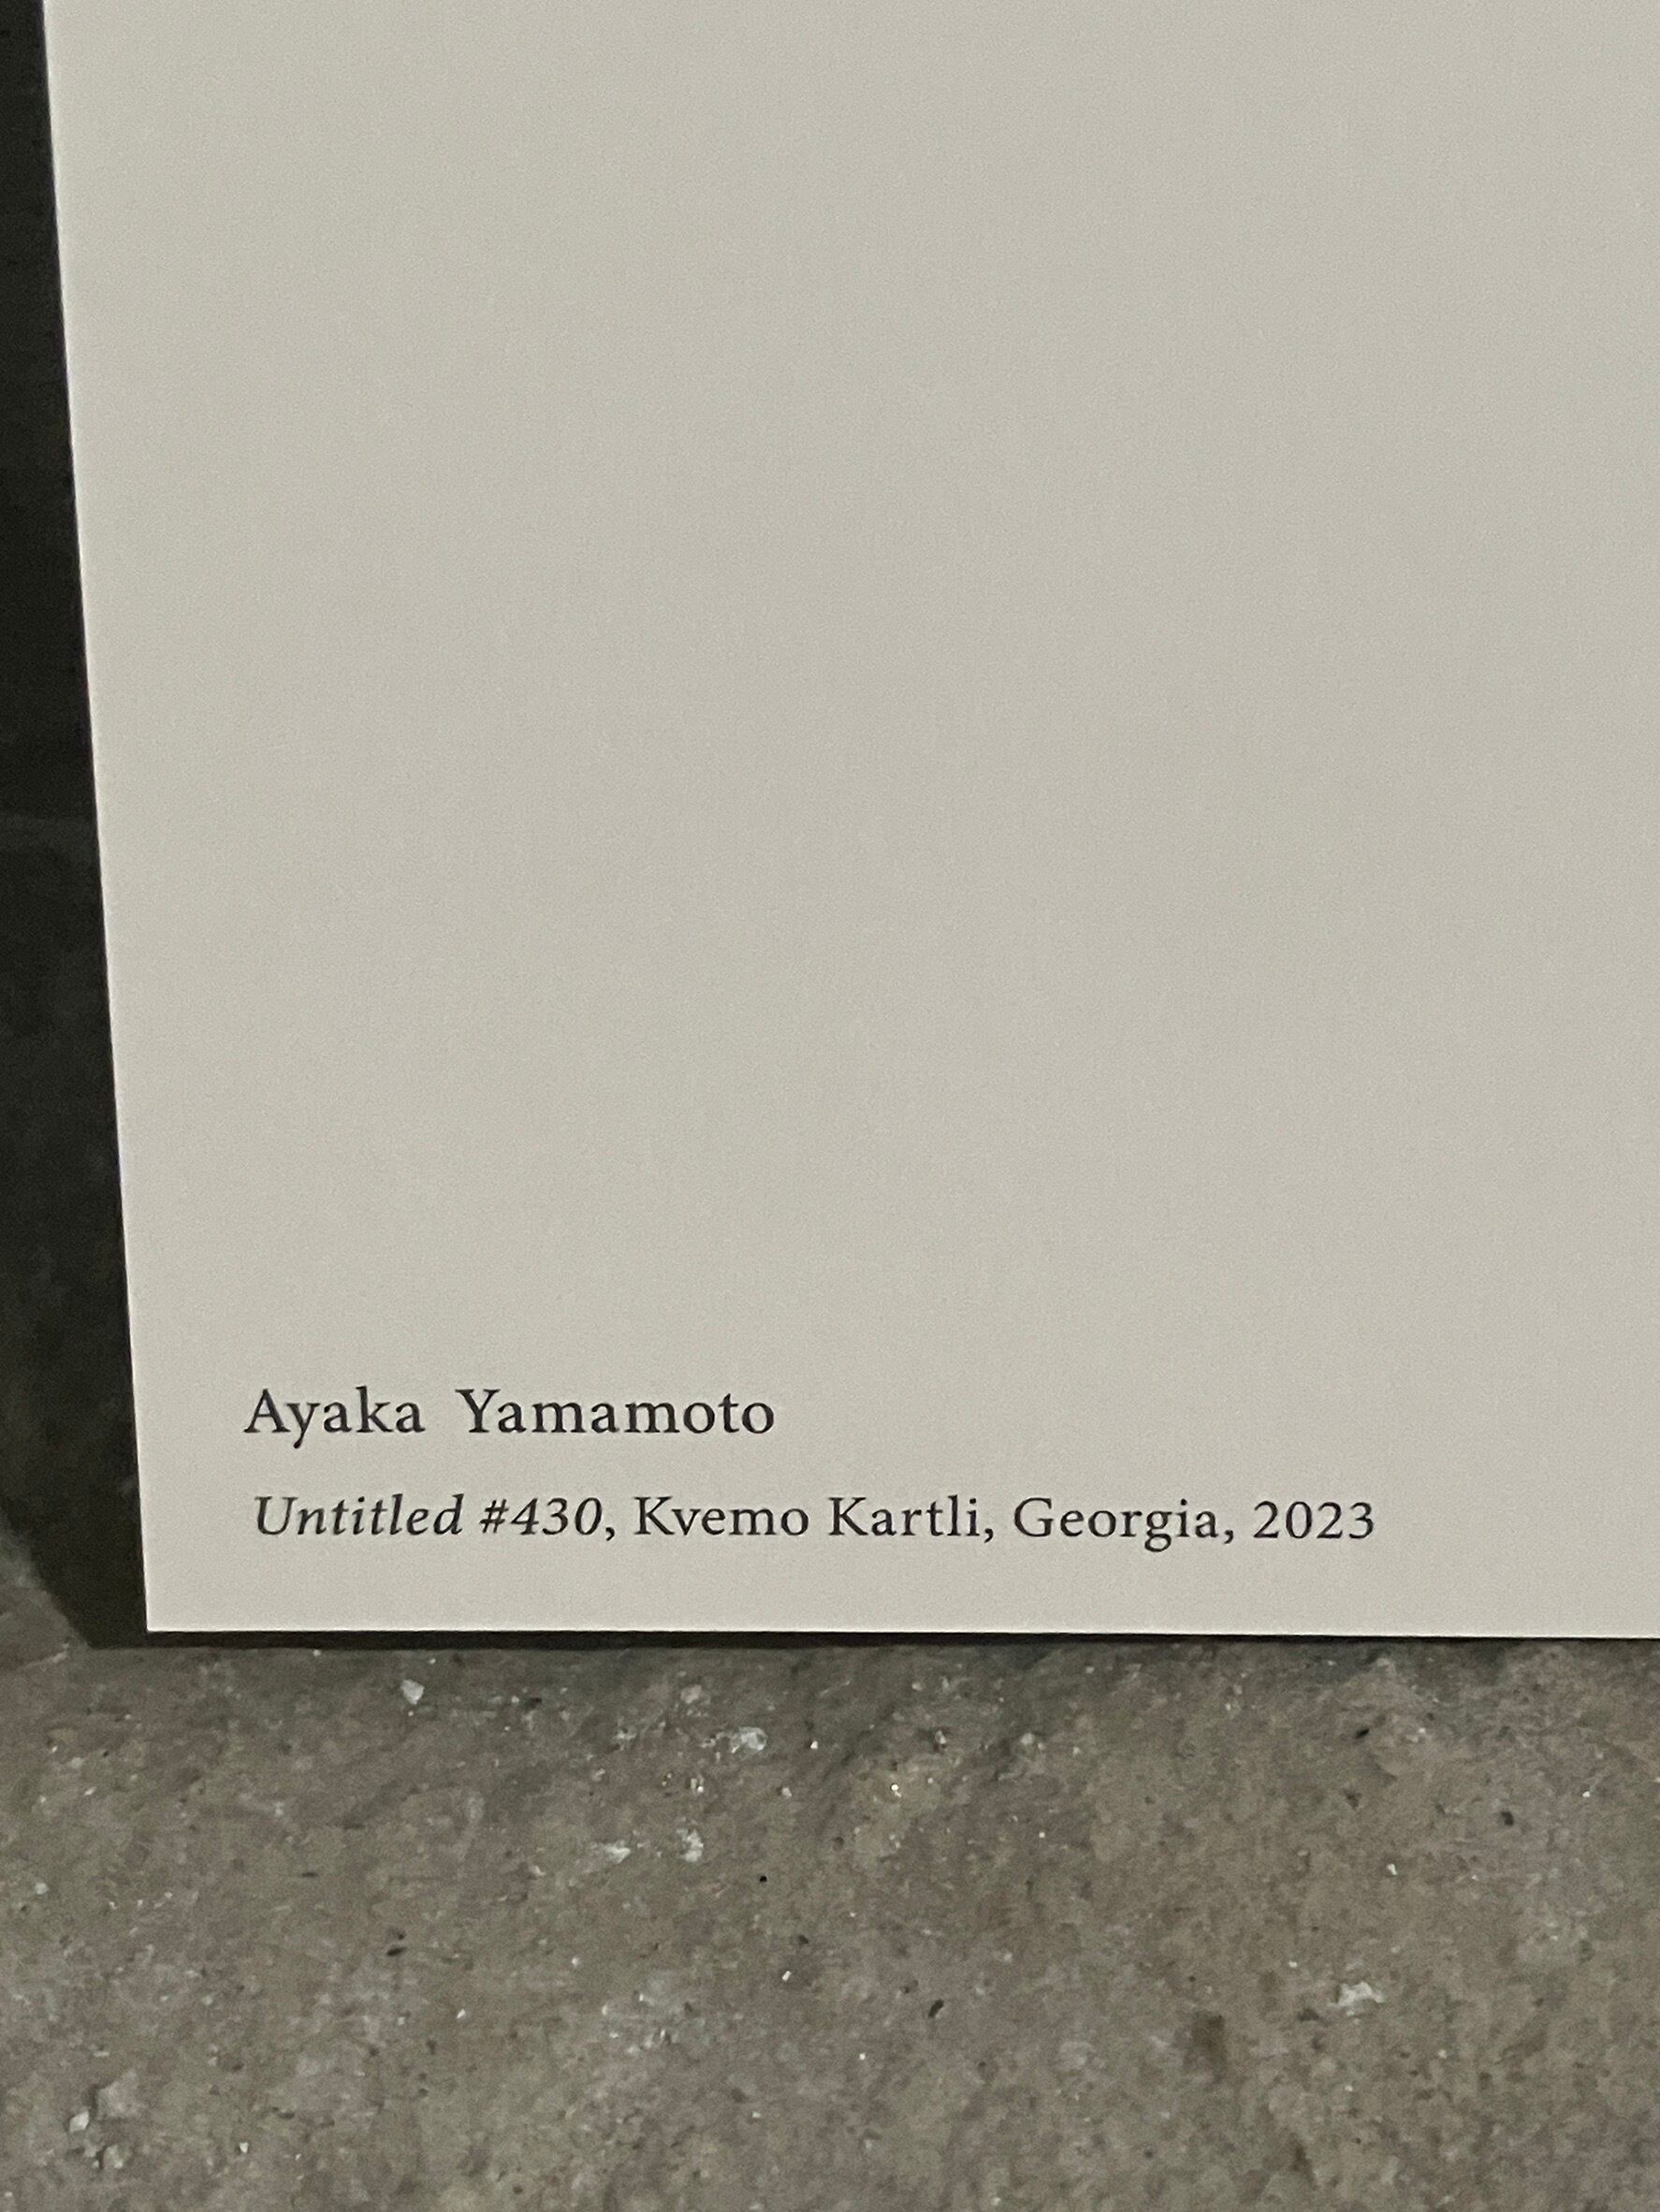 Ayaka Yamamoto
Untitled #430, Kvemo Kartli, Georgia, 2023